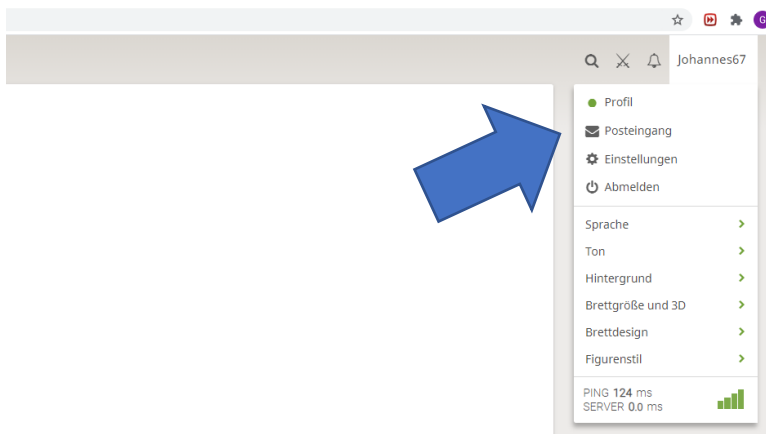 G
Johannes67
Profil
Posteingang
Einstellungen
Abmelden
Sprache
Ton
Hintergrund
Brettgröße und 3D
Brettdesign
Figurenstil
PING 124 ms
SERVER 0.0 ms